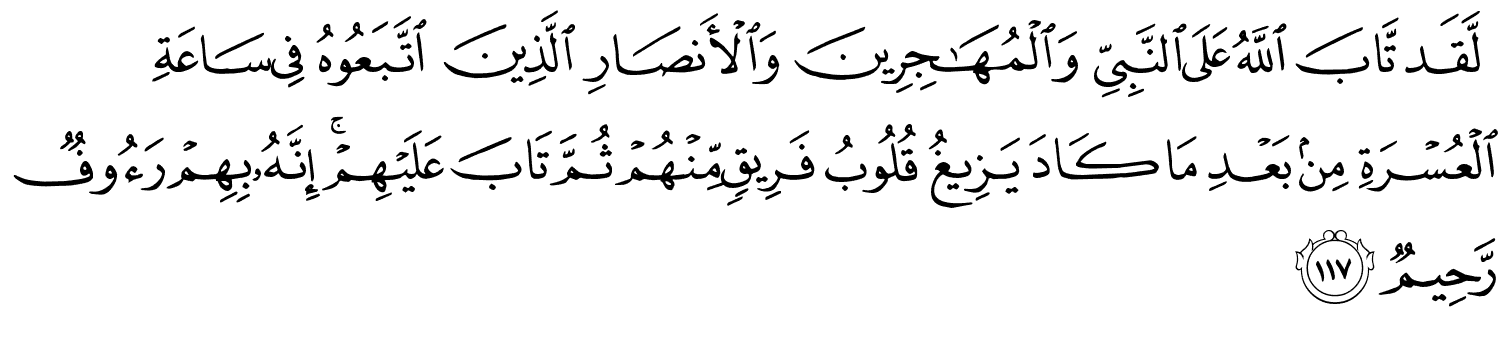 لَّقَد تَّابَ ٱللَّهُ عَلَى ٱلنَّبِىِّ وَٱلْمُهَـٰجِرِينَ وَٱلْأَنصَارِ ٱلَّذِينَ ٱتَّبَعُوهُ فِى سَاعَةِ
ٱلْعُسْرَةِ مِنۢ بَعْدِ مَا كَادَ يَزِيغُ قُلُوبُ فَرِيقٍ مِّنْهُمْ ثُمَّ تَابَ عَلَيْهِمْ ۚ إِنَّهُۥ بِهِمْ رَءُوفٌ
رَّحِيمٌ ١١٧